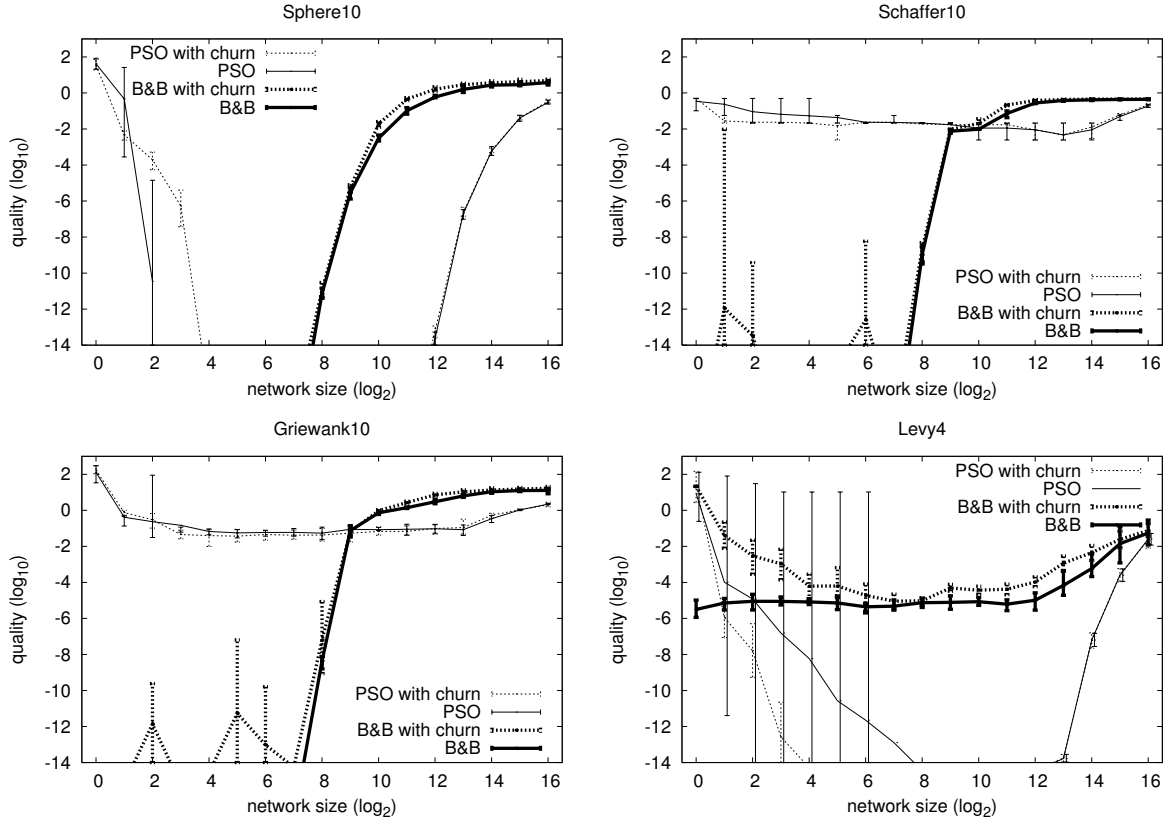 Sphere10
PSO with churn
PSO
B&B with churn
B&B
quality (log10)
2
0
-2
-4
-6
-8
-10
-12
-14
0 2 4 6 8 10 12 14 16
network size (log2)
Schaffer10
quality (log10)
2
0
-2
-4
-6
-8
-10
-12
-14
PSO with churn
PSO
B&B with churn
B&B
0 2 4 6 8 10 12 14 16
network size (log2)
Griewank10
quality (log10)
2
0
-2
-4
-6
-8
-10
-12
-14
PSO with churn
PSO
B&B with churn
B&B
0 2 4 6 8 10 12 14 16
network size (log2)
Levy4
PSO with churn
PSO
B&B with churn
B&B
quality (log10)
2
0
-2
-4
-6
-8
-10
-12
-14
0 2 4 6 8 10 12 14 16
network size (log2)